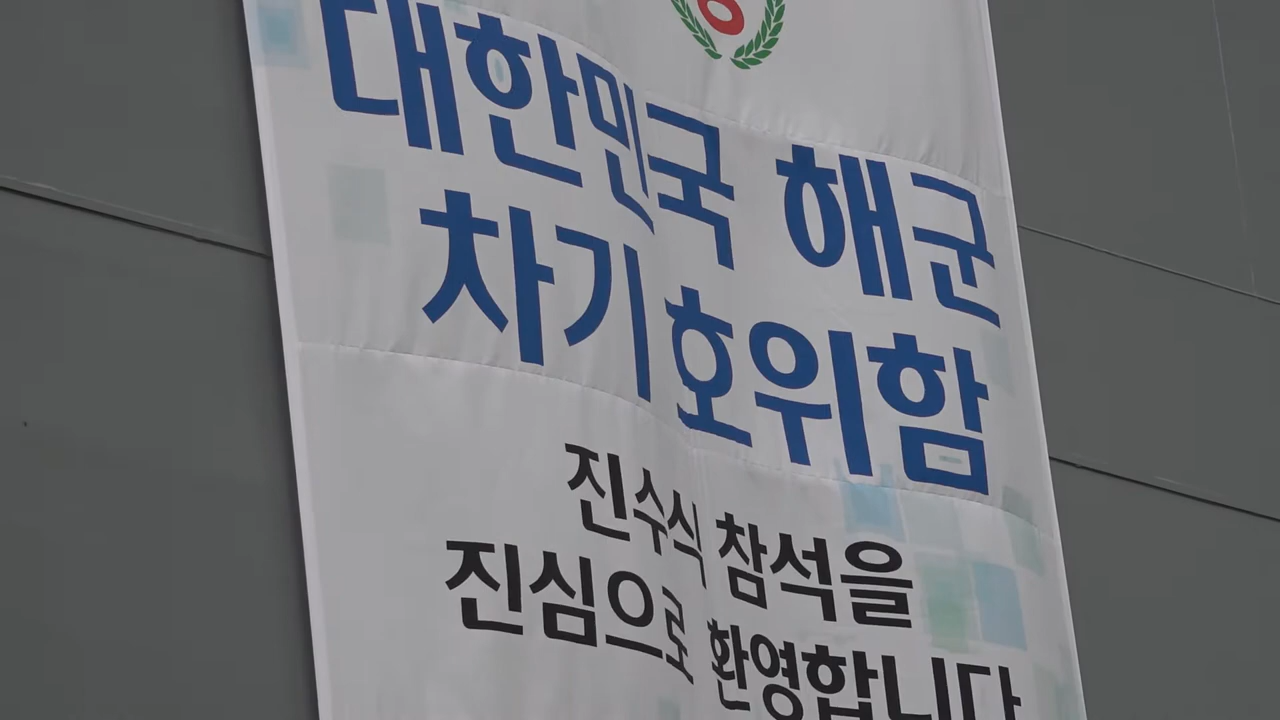 대한민국 해군
차기호위함
진수식 참석을
진심으로 환영합니다